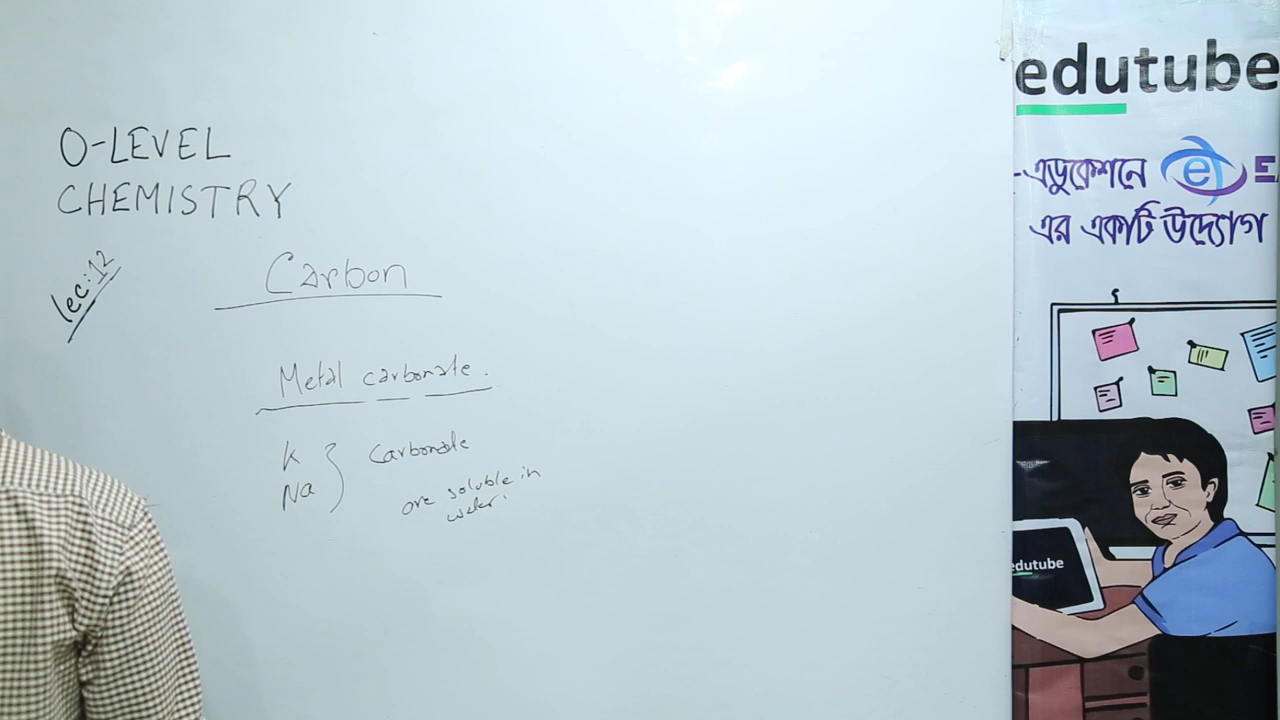 O-LEVEL
CHEMISTRY
Lec:12
Carbon
Metal carbonate.
K
Na
Carbonate
are soluble in
water.
edutube
-এডুকেশনে e
এর একটি উদ্যোগ
edutube